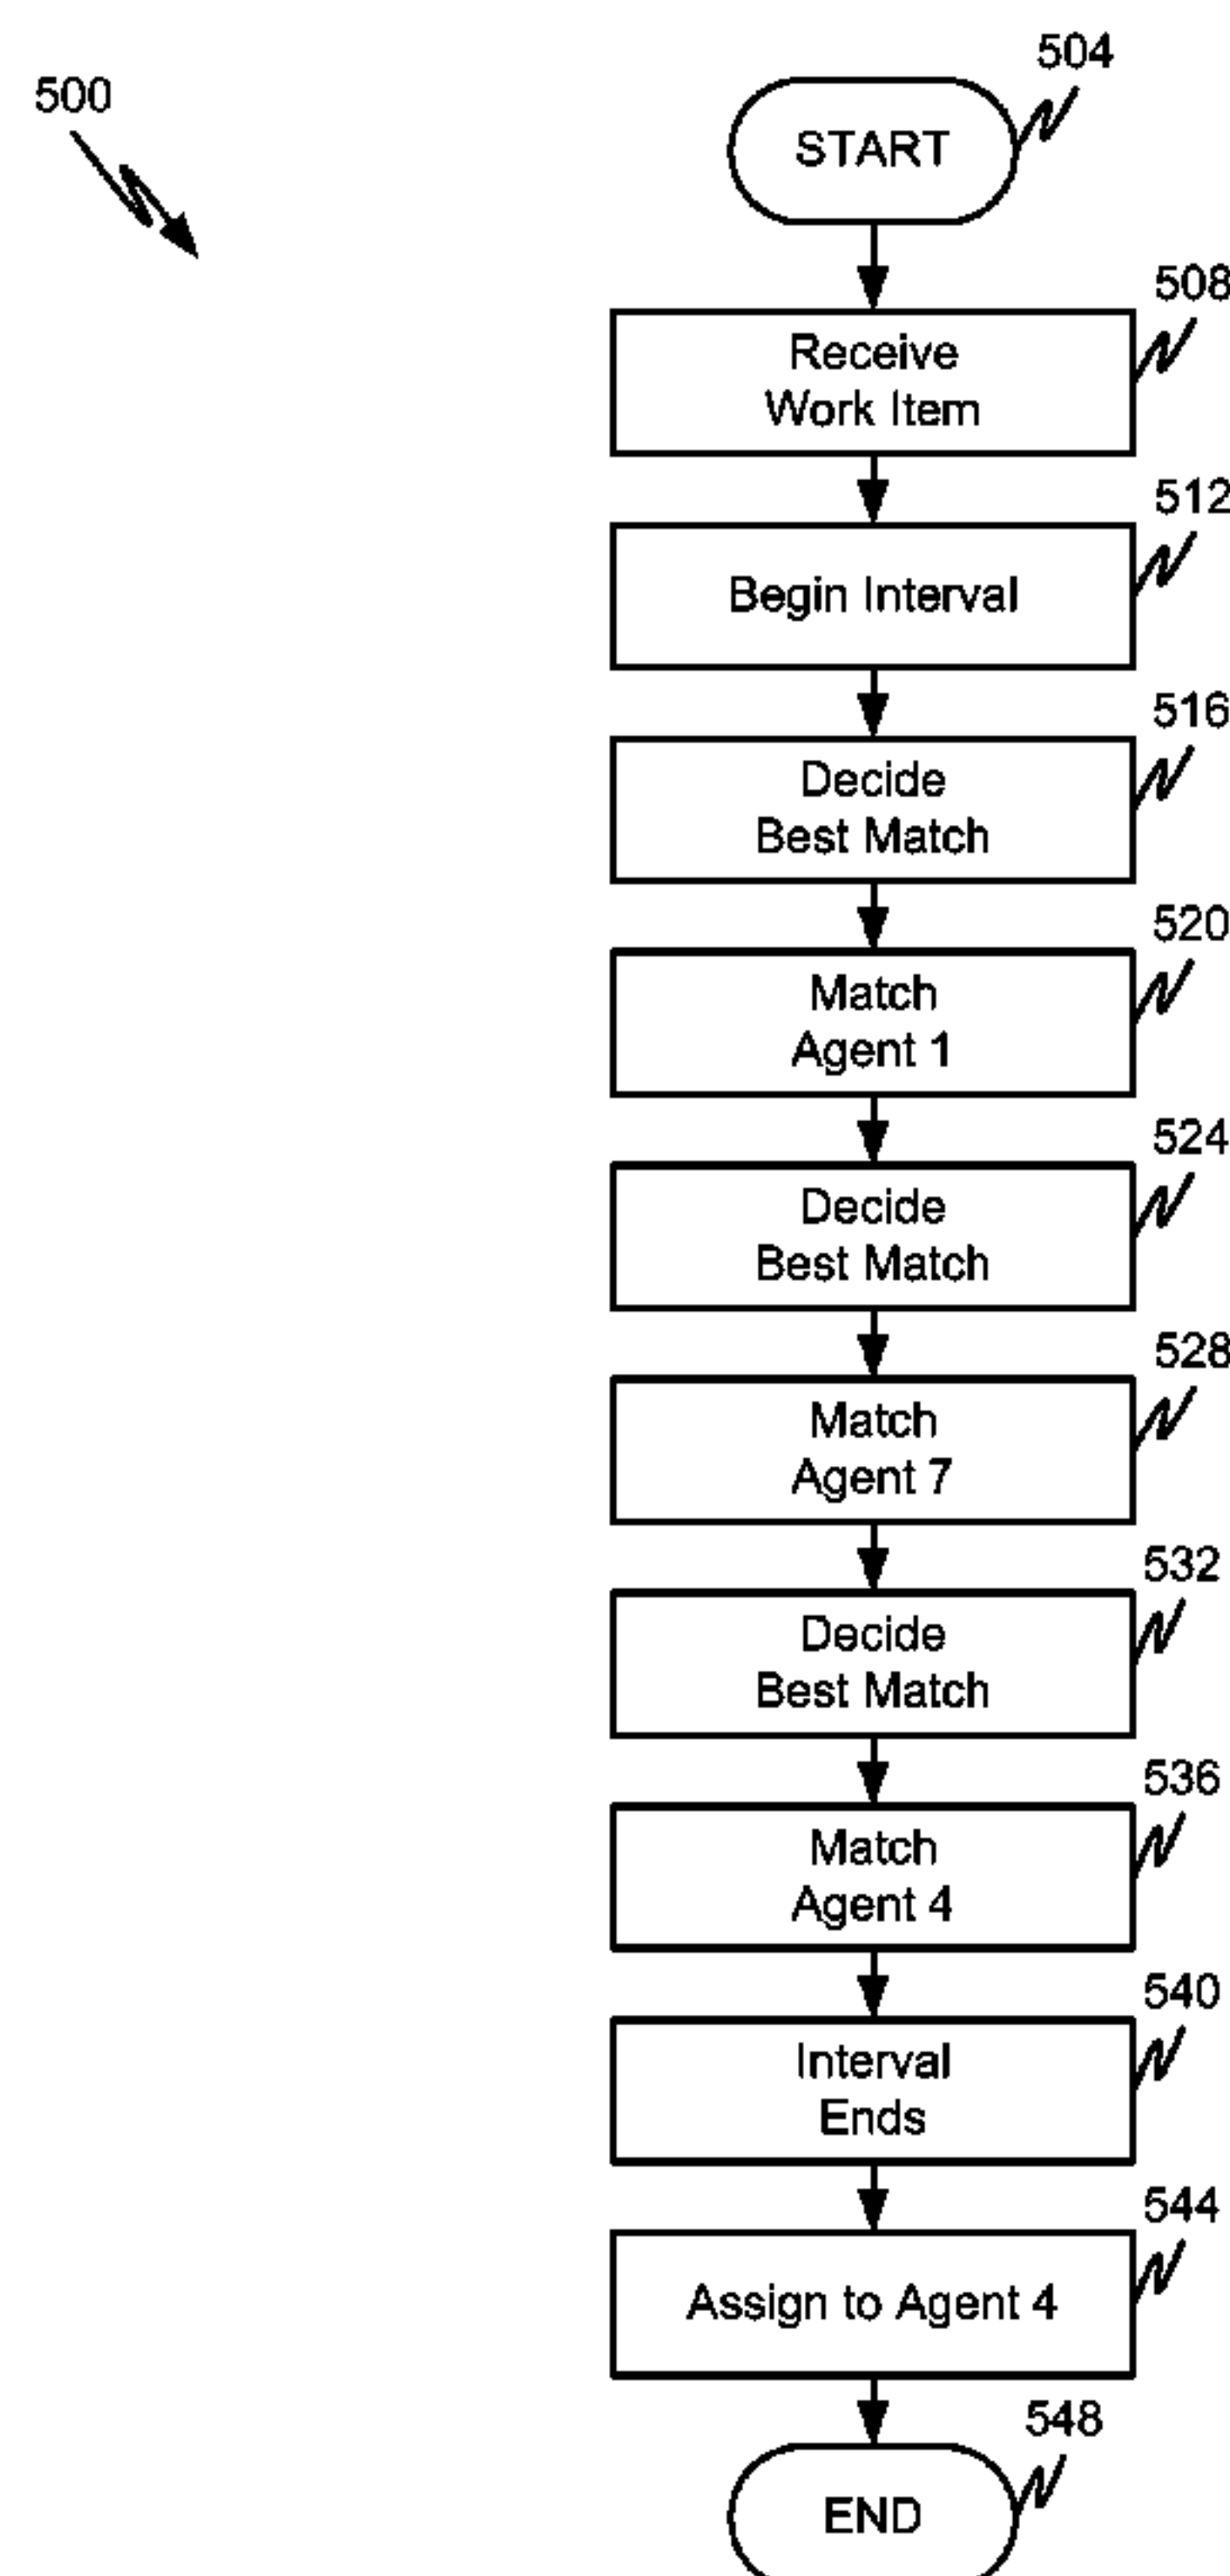 500
504
START
508
Receive
Work Item
512
Begin Interval
516
Decide
Best Match
520
Match
Agent 1
524
Decide
Best Match
528
Match
Agent 7
532
Decide
Best Match
536
Match
Agent 4
540
Interval
Ends
544
Assign to Agent 4
548
END